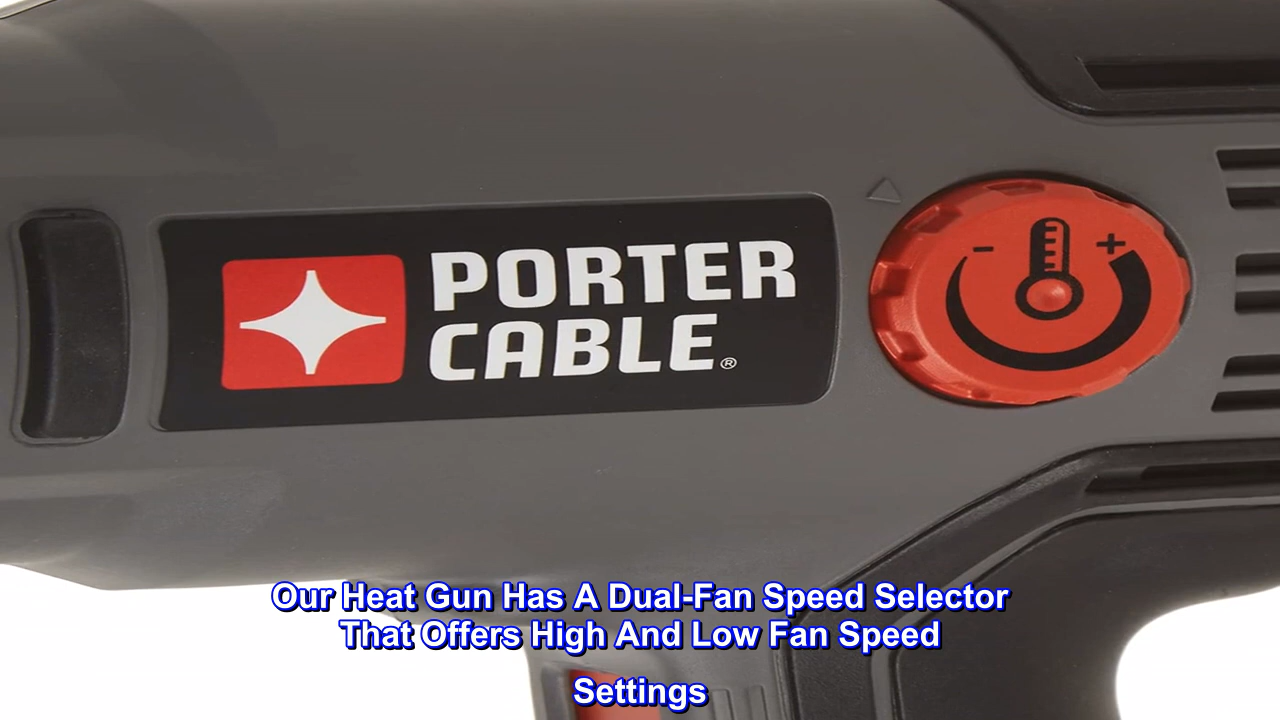 PORTER
CABLE®
- +
Our Heat Gun Has A Dual-Fan Speed Selector
That Offers High And Low Fan Speed
Settings